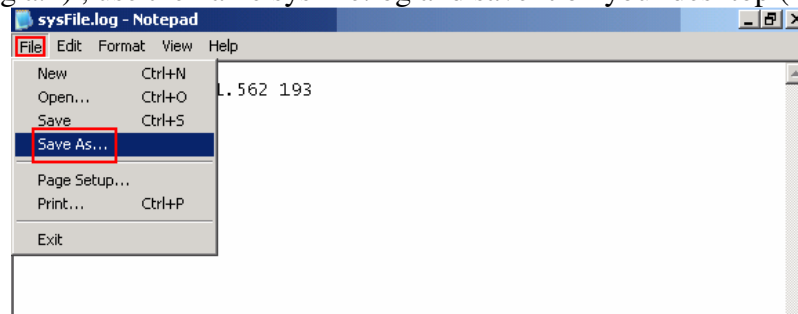 sysFile.log - Notepad
File Edit Format View Help
New Ctrl+N
1.562 193
Open... Ctrl+O
Save Ctrl+S
Save As...
Page Setup...
Print... Ctrl+P
Exit